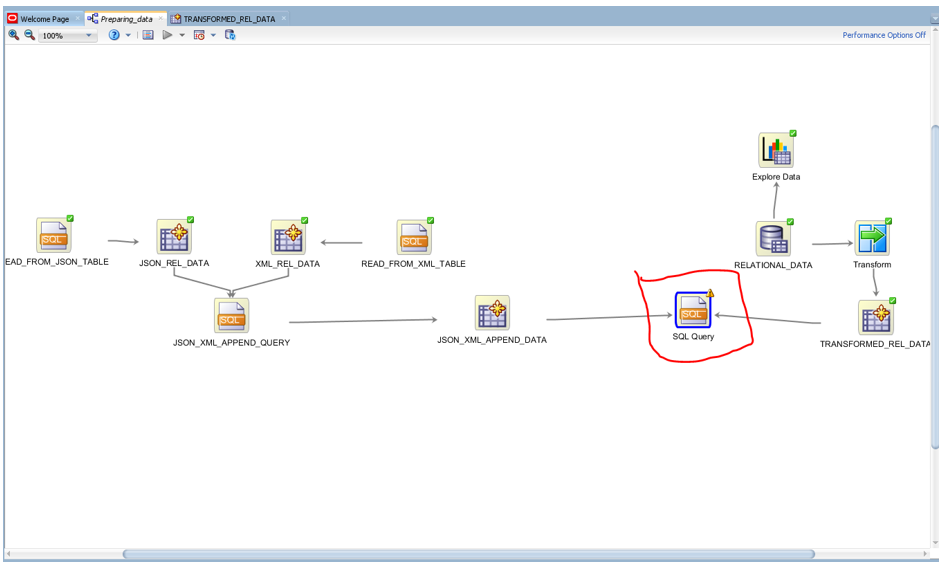 Welcome Page
Preparing_data
TRANSFORMED_REL_DATA
100%
Performance Options Off
Explore Data
SQL
EAD_FROM_JSON_TABLE
JSON_REL_DATA
XML_REL_DATA
SQL
READ_FROM_XML_TABLE
RELATIONAL_DATA
Transform
SQL
JSON_XML_APPEND_QUERY
JSON_XML_APPEND_DATA
SQL
SQL Query
TRANSFORMED_REL_DATA